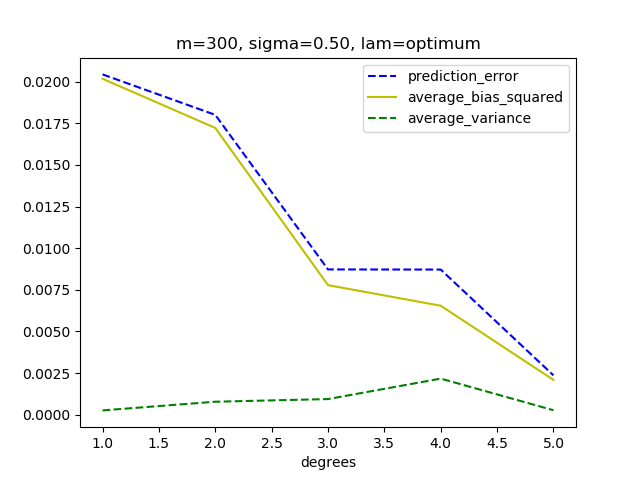 m=300, sigma=0.50, lam=optimum
prediction_error
average_bias_squared
average_variance
0.0200
0.0175
0.0150
0.0125
0.0100
0.0075
0.0050
0.0025
0.0000
1.0 1.5 2.0 2.5 3.0 3.5 4.0 4.5 5.0
degrees